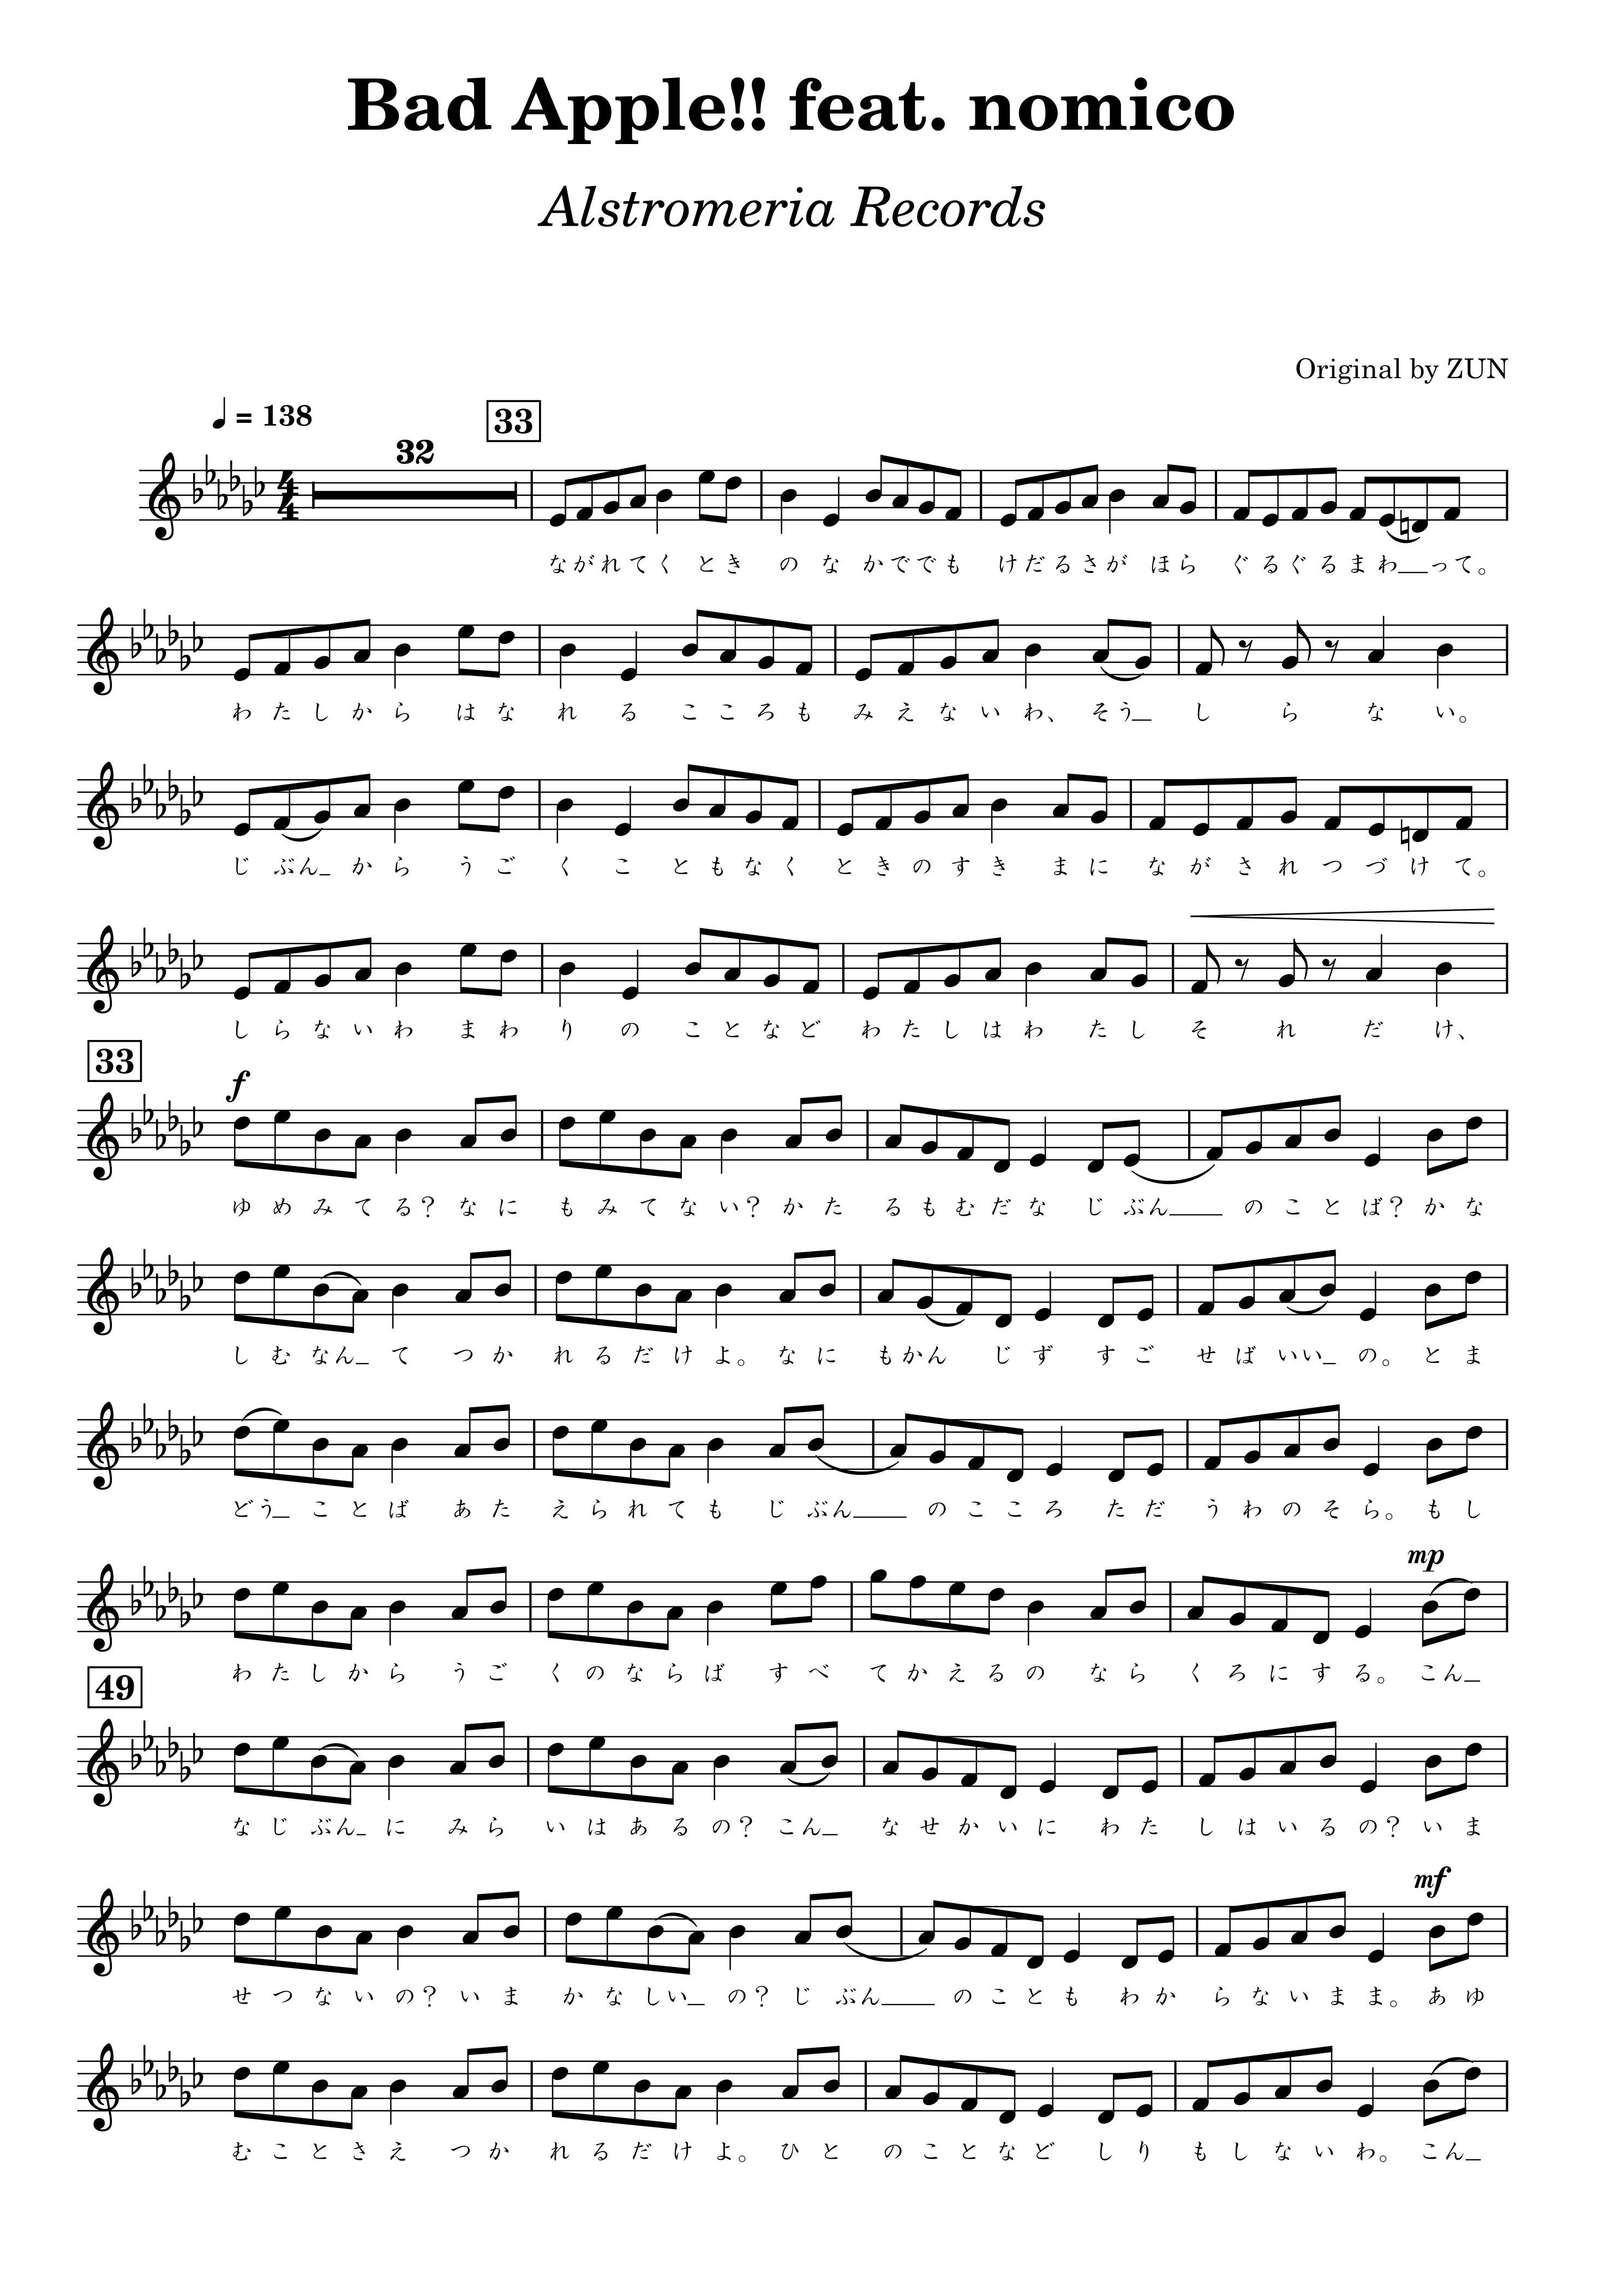 Bad Apple!! feat. nomico
Alstromeria Records
Original by ZUN
♩ = 138
32
33
ながれてく とき のな かででも けだるさが ほら ぐるぐるまわ__って。
わたしから はな れる こころも みえないわ、 そう_ し ら な い。
じぶん_から うご くこ ともなく ときのすき まに ながされつづけて。
しらないわ まわ りの ことなど わたしはわ たし そ れ だ け、
33
f
ゆめみてる? なに もみてない? かた るもむだな じぶん__ のことば? かな
しむなん_て つか れるだけよ。 なに もかんじず すご せばいい_の。 とま
どう_ことば あた えられても じぶん__ のこころ ただ うわのそら。 もし
mp
わたしから うご くのならば すべ てかえるの なら くろにする。 こん_
49
なじぶん_に みら いはあるの? こん_ なせかいに わた しはいるの? いま
mf
せつないの? いま かなしい_の? じぶん__ のことも わか らないまま。 あゆ
むことさえ つか れるだけよ。 ひと のことなど しり もしないわ。 こん_